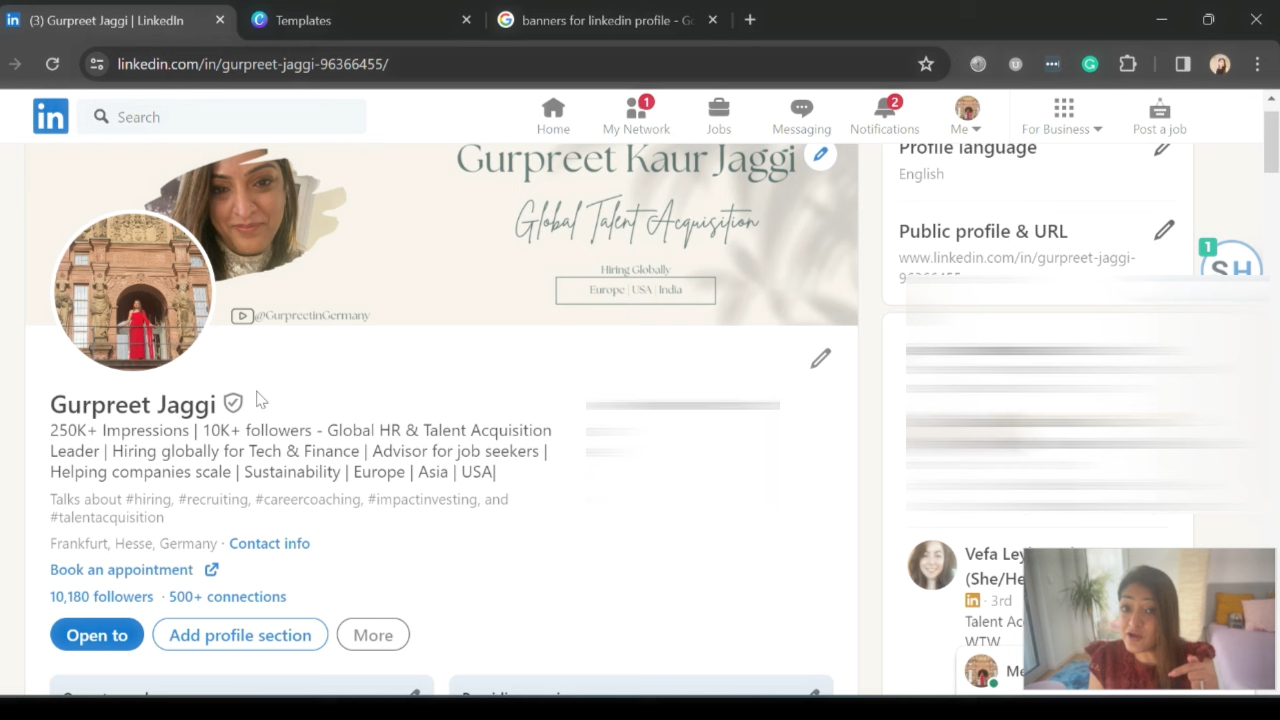 (3) Gurpreet Jaggi | LinkedIn
Templates
banners for linkedin profile - Go
linkedin.com/in/gurpreet-jaggi-96366455/
in
Search
1
2
Home
My Network
Jobs
Messaging
Notifications
Me
For Business
Post a job
Gurpreet Kaur Jaggi
Global Talent Acquisition
Hiring Globally
Europe | USA | India
@GurpreetinGermany
Profile language
English
Public profile & URL
www.linkedin.com/in/gurpreet-jaggi-
96366455
1
SH
Gurpreet Jaggi
250K+ Impressions | 10K+ followers - Global HR & Talent Acquisition
Leader | Hiring globally for Tech & Finance | Advisor for job seekers |
Helping companies scale | Sustainability | Europe | Asia | USA|
Talks about #hiring, #recruiting, #careercoaching, #impactinvesting, and
#talentacquisition
Frankfurt, Hesse, Germany · Contact info
Book an appointment
10,180 followers · 500+ connections
Open to
Add profile section
More
Vefa Ley
(She/He
in · 3rd
Talent Ac
WTW
Me